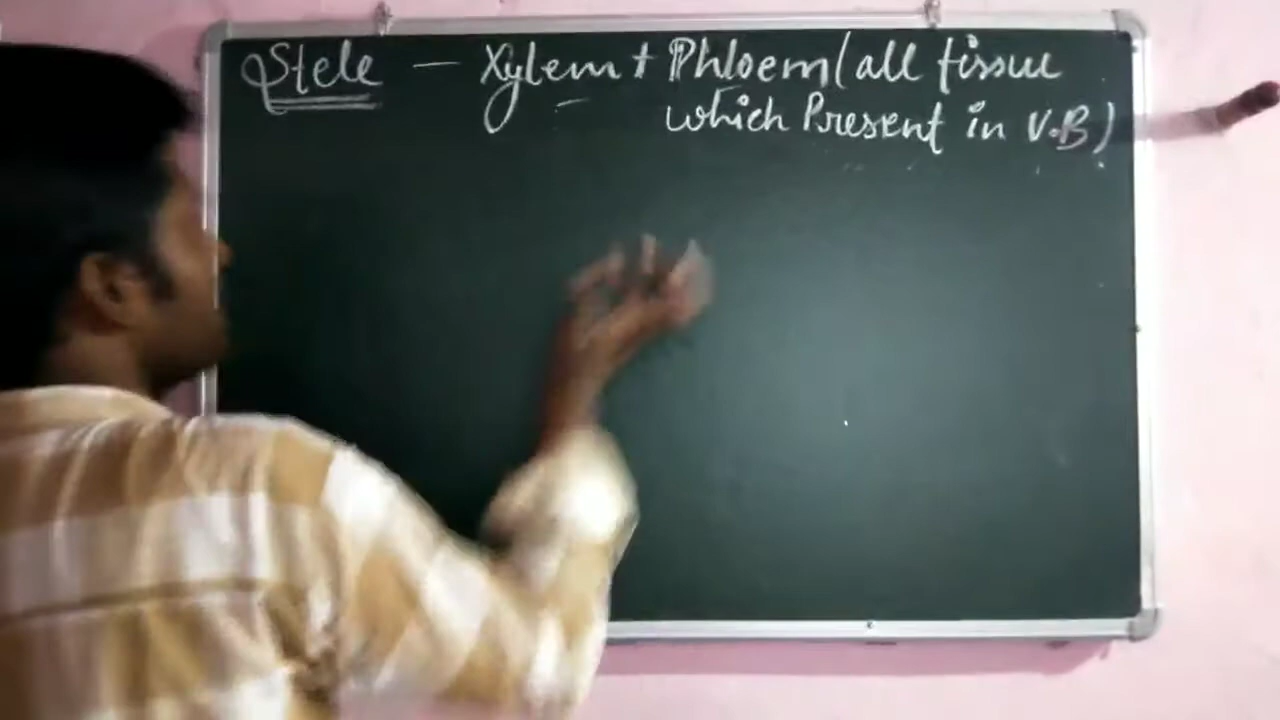 Stele — Xylem + Phloem (all tissue
which Present in V.B)